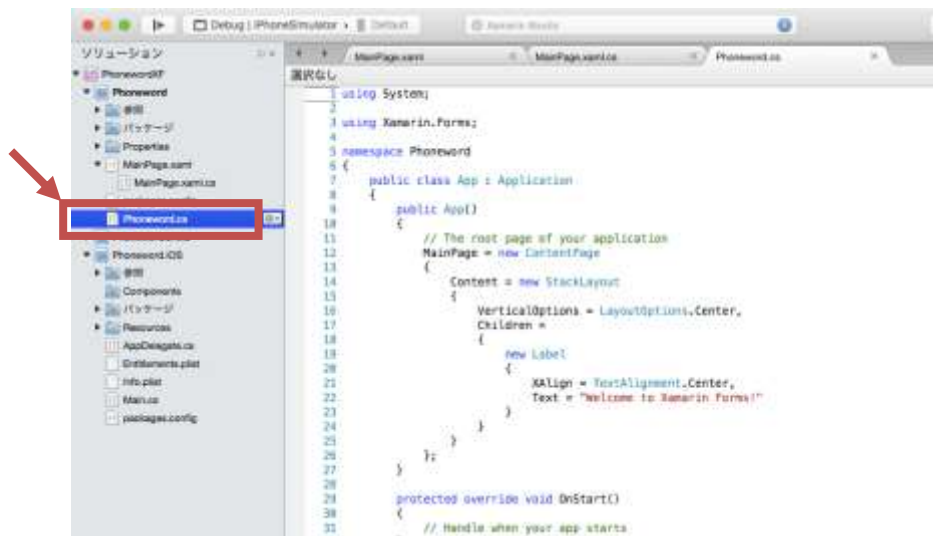 Debug | iPhoneSimulator
Default
Xamarin Studio
ソリューション
MainPage.xaml
MainPage.xaml.cs
Phoneword.cs
PhonewordXF
選択なし
Phoneword
参照
パッケージ
Properties
MainPage.xaml
MainPage.xaml.cs
packages.config
Phoneword.cs
Phoneword.iOS
参照
Components
パッケージ
Resources
AppDelegate.cs
Entitlements.plist
Info.plist
Main.cs
packages.config
1 using System;
2
3 using Xamarin.Forms;
4
5 namespace Phoneword
6 {
7 public class App : Application
8 {
9 public App()
10 {
11 // The root page of your application
12 MainPage = new ContentPage
13 {
14 Content = new StackLayout
15 {
16 VerticalOptions = LayoutOptions.Center,
17 Children =
18 {
19 new Label
20 {
21 XAlign = TextAlignment.Center,
22 Text = "Welcome to Xamarin Forms!"
23 }
24 }
25 }
26 };
27 }
28
29 protected override void OnStart()
30 {
31 // Handle when your app starts